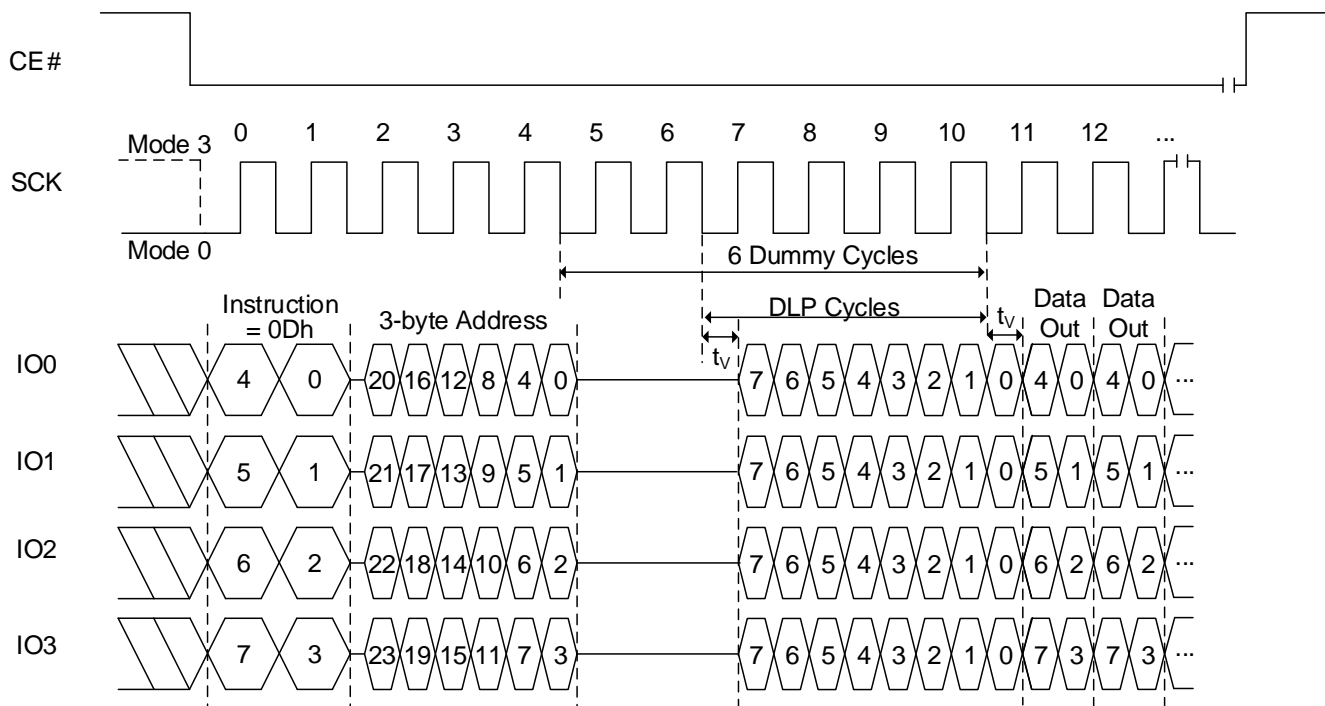 CE#
0 1 2 3 4 5 6 7 8 9 10 11 12 ...
Mode 3
SCK
Mode 0
6 Dummy Cycles
Instruction
= 0Dh
3-byte Address
DLP Cycles
tV
tV
Data
Out
Data
Out
IO0
4 0 20 16 12 8 4 0 7 6 5 4 3 2 1 0 4 0 4 0 ...
IO1
5 1 21 17 13 9 5 1 7 6 5 4 3 2 1 0 5 1 5 1 ...
IO2
6 2 22 18 14 10 6 2 7 6 5 4 3 2 1 0 6 2 6 2 ...
IO3
7 3 23 19 15 11 7 3 7 6 5 4 3 2 1 0 7 3 7 3 ...